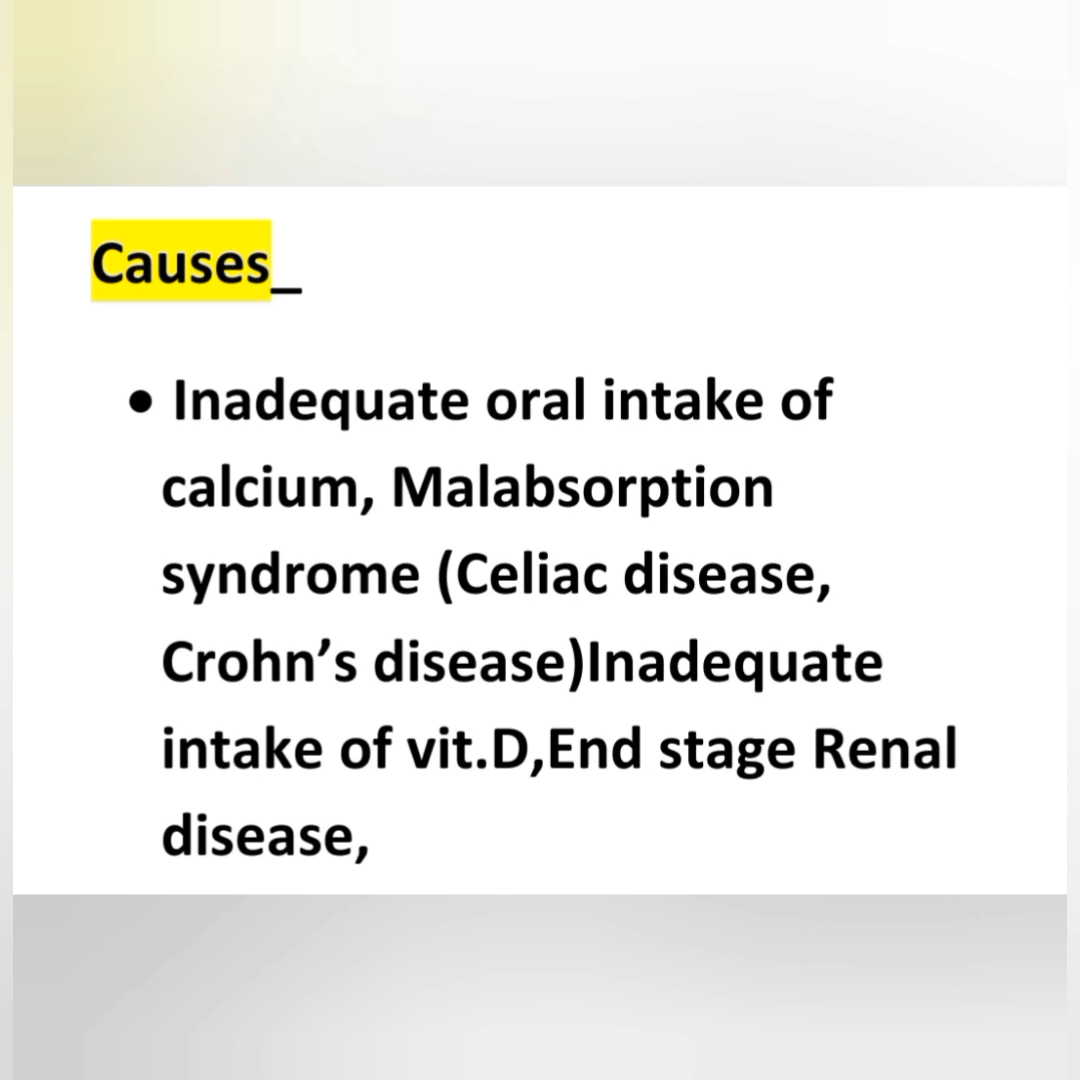 Causes_
• Inadequate oral intake of
calcium, Malabsorption
syndrome (Celiac disease,
Crohn’s disease)Inadequate
intake of vit.D,End stage Renal
disease,